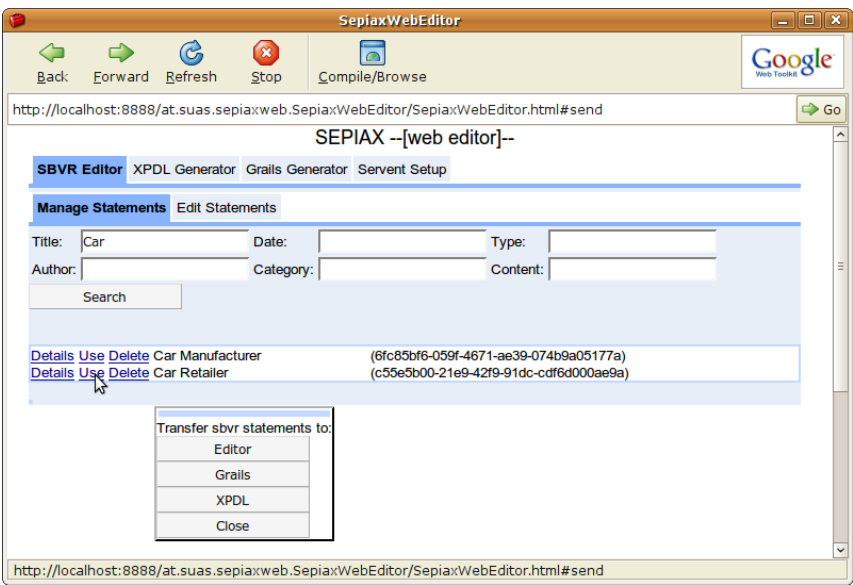 SepiaxWebEditor
Back Forward Refresh Stop Compile/Browse
Google
Web Toolkit
http://localhost:8888/at.suas.sepiaxweb.SepiaxWebEditor/SepiaxWebEditor.html#send Go
SEPIAX --[web editor]--
SBVR Editor XPDL Generator Grails Generator Servent Setup
Manage Statements Edit Statements
Title: Car Date: Type:
Author: Category: Content:
Search
Details Use Delete Car Manufacturer (6fc85bf6-059f-4671-ae39-074b9a05177a)
Details Use Delete Car Retailer (c55e5b00-21e9-42f9-91dc-cdf6d000ae9a)
Transfer sbvr statements to:
Editor
Grails
XPDL
Close
http://localhost:8888/at.suas.sepiaxweb.SepiaxWebEditor/SepiaxWebEditor.html#send